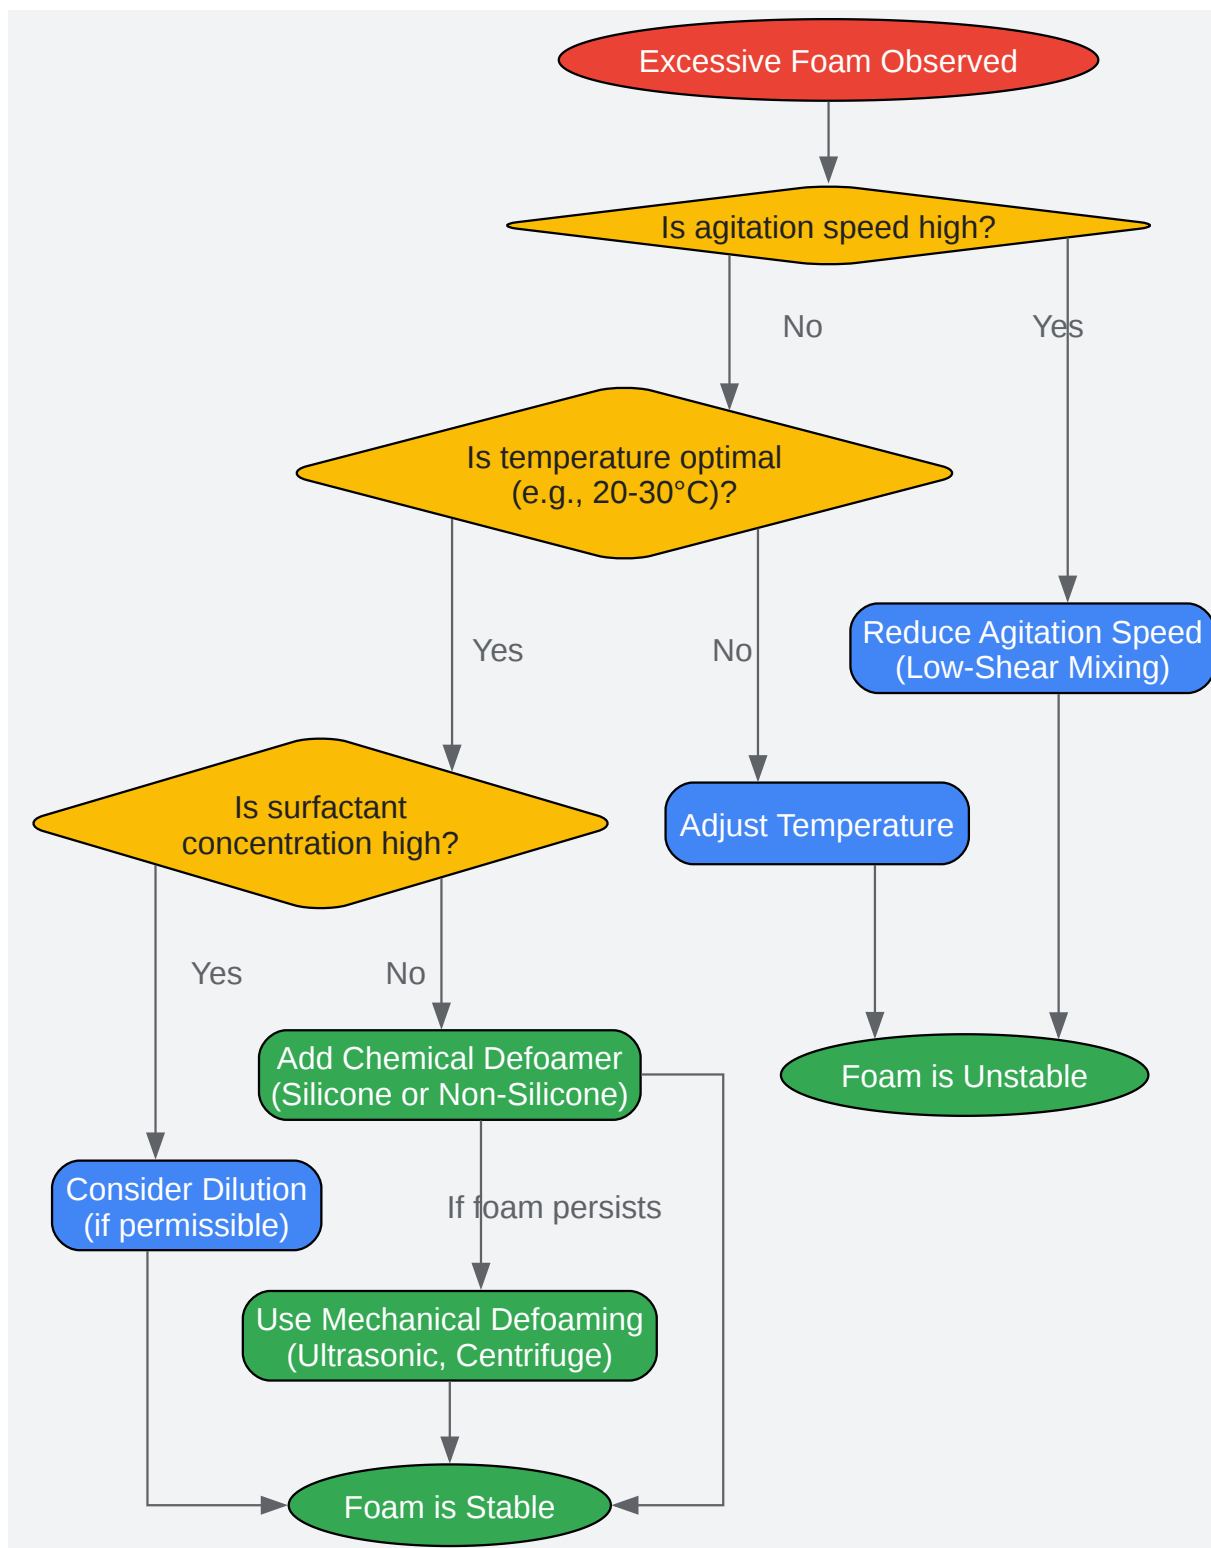 Excessive Foam Observed
Is agitation speed high?
No
Yes
Is temperature optimal
(e.g., 20-30°C)?
Yes
No
Reduce Agitation Speed
(Low-Shear Mixing)
Is surfactant
concentration high?
Adjust Temperature
Yes
No
Add Chemical Defoamer
(Silicone or Non-Silicone)
Foam is Unstable
Consider Dilution
(if permissible)
If foam persists
Use Mechanical Defoaming
(Ultrasonic, Centrifuge)
Foam is Stable